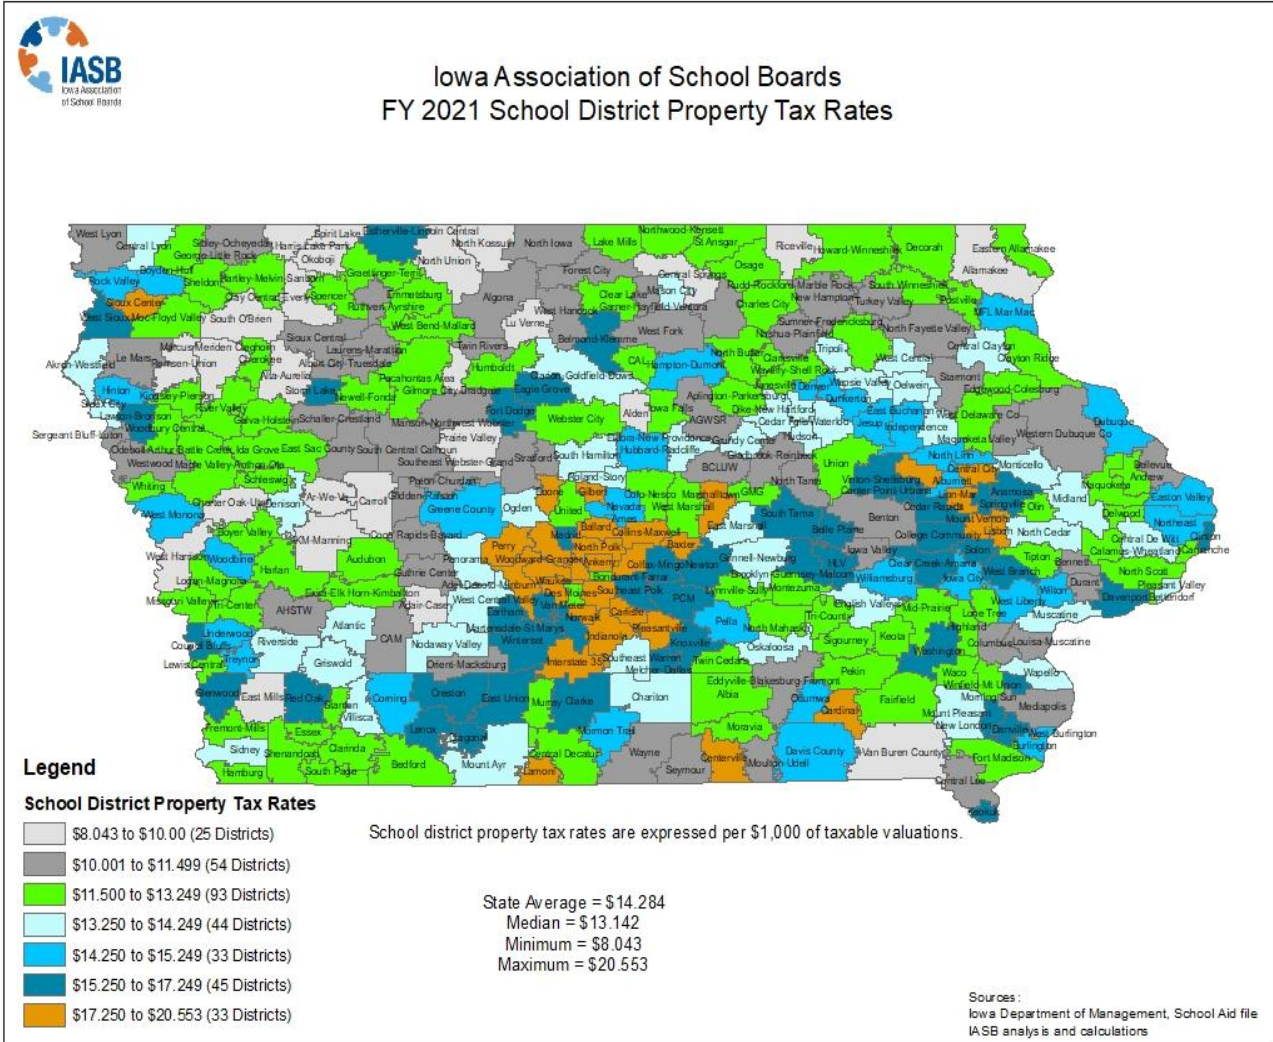 IASB
Iowa Association
of School Boards
Iowa Association of School Boards
FY 2021 School District Property Tax Rates
West Lyon
Central Lyon
Sibley-Ocheyedan
George-Little Rock
Harris-Lake Park
Spirit Lake
Okoboji
Estherville-Lincoln Central
North Union
North Kossuth
North Iowa
Lake Mills
Northwood-Kensett
St Ansgar
Osage
Riceville
Howard-Winneshiek
Decorah
Eastern Allamakee
Allamakee
Rock Valley
Boyden-Hull
Sheldon
Hartley-Melvin-Sanborn
Graettinger-Terril
Forest City
Central Springs
Mason City
Rudd-Rockford-Marble Rock
New Hampton
South Winneshiek
Turkey Valley
Postville
MFL Mar Mac
Sioux Center
Clay Central-Everly
Spencer
Emmetsburg
Ruthven-Ayrshire
Algona
Clear Lake
Garner-Hayfield-Ventura
Charles City
West Sioux
Moc-Floyd Valley
South O'Brien
West Bend-Mallard
Lu Verne
West Hancock
Belmond-Klemme
West Fork
Nashua-Plainfield
Sumner-Fredericksburg
North Fayette Valley
Central Clayton
Clayton Ridge
Akron-Westfield
Le Mars
Remsen-Union
Marcus-Meriden Cleghorn
Cherokee
Sioux Central
Laurens-Marathon
Albert City-Truesdale
Twin Rivers
Humboldt
CAL
Hampton-Dumont
North Butler
Clarksville
Tripoli
West Central
Starmont
Edgewood-Colesburg
Hinton
Kingsley-Pierson
Storm Lake
Newell-Fonda
Pocahontas Area
Gilmore City-Bradgate
Eagle Grove
Clarion-Goldfield-Dows
Waverly-Shell Rock
Janesville
Denver
Wapsie Valley
Oelwein
Dunkerton
Sioux City
Lawton-Bronson
Woodbury Central
River Valley
Galva-Holstein
Schaller-Crestland
Manson-Northwest Webster
Fort Dodge
Webster City
Alden
Iowa Falls
AGWSR
Aplington-Parkersburg
Dike-New Hartford
Cedar Falls
Waterloo
Hudson
Jesup
East Buchanan
Independence
West Delaware Co
Maquoketa Valley
Western Dubuque Co
Dubuque
Sergeant Bluff-Luton
Westwood
Maple Valley-Anthon Oto
Odebolt Arthur Battle Creek Ida Grove
East Sac County
South Central Calhoun
Prairie Valley
Southeast Webster-Grand
Stratford
South Hamilton
Hubbard-Radcliffe
Eldora-New Providence
Grundy Center
Gladbrook-Reinbeck
BCLUW
North Tama
Union
Vinton-Shellsburg
Center Point-Urbana
North Linn
Central City
Alburnett
Monticello
Bellevue
Andrew
Maquoketa
Whiting
Schleswig
Charter Oak-Ute
Denison
Ar-We-Va
Carroll
Glidden-Ralston
Paton-Churdan
Greene County
Ogden
Boone
Gilbert
Roland-Story
Nevada
Ames
Colo-Nesco
West Marshall
Marshalltown
GMG
East Marshall
South Tama
Belle Plaine
Benton
Cedar Rapids
Linn-Mar
Anamosa
Springville
Olin
Midland
Easton Valley
Northeast
West Monona
Boyer Valley
IKM-Manning
Coon Rapids-Bayard
United
Madrid
Ballard
North Polk
Collins-Maxwell
Baxter
College Community
Mount Vernon
Lisbon
North Cedar
Delwood
Central De Witt
Clinton
Camanche
West Harrison
Woodbine
Harlan
Audubon
Guthrie Center
Panorama
Perry
Woodward-Granger
Ankeny
Colfax-Mingo
Newton
Grinnell-Newburg
HLV
Iowa Valley
Clear Creek-Amana
Solon
Tipton
Bennett
Calamus-Wheatland
Logan-Magnolia
Missouri Valley
Tri-Center
Exira-Elk Horn-Kimballton
Adair-Casey
Adel-Desoto-Minburn
Waukee
Des Moines
Bondurant-Farrar
Southeast Polk
PCM
Lynnville-Sully
Brooklyn-Guernsey-Malcom
Montezuma
Williamsburg
Iowa City
West Branch
Durant
North Scott
Pleasant Valley
Davenport
Bettendorf
AHSTW
Atlantic
West Central Valley
Earlham
Van Meter
Norwalk
Carlisle
Pleasantville
Pella
North Mahaska
Tri-County
English Valleys
Mid-Prairie
Lone Tree
West Liberty
Wilton
Muscatine
Council Bluffs
Underwood
Riverside
Griswold
CAM
Nodaway Valley
Winterset
Martensdale-St Marys
Indianola
Knoxville
Oskaloosa
Sigourney
Keota
Highland
Washington
Columbus
Louisa-Muscatine
Lewis Central
Treynor
Orient-Macksburg
Interstate 35
Southeast Warren
Melcher-Dallas
Twin Cedars
Eddyville-Blakesburg-Fremont
Pekin
Waco
Winfield-Mt Union
Wapello
Morning Sun
Glenwood
East Mills
Red Oak
Stanton
Villisca
Corning
Creston
East Union
Murray
Clarke
Chariton
Albia
Ottumwa
Cardinal
Fairfield
Mount Pleasant
New London
Mediapolis
Danville
West Burlington
Burlington
Fremont-Mills
Essex
Sidney
Shenandoah
Clarinda
Hamburg
South Page
Bedford
Lenox
Diagonal
Mount Ayr
Central Decatur
Lamoni
Mormon Trail
Wayne
Seymour
Centerville
Moravia
Moulton-Udell
Davis County
Van Buren County
Fort Madison
Central Lee
Keokuk
Legend
School District Property Tax Rates
$8.043 to $10.00 (25 Districts)
$10.001 to $11.499 (54 Districts)
$11.500 to $13.249 (93 Districts)
$13.250 to $14.249 (44 Districts)
$14.250 to $15.249 (33 Districts)
$15.250 to $17.249 (45 Districts)
$17.250 to $20.553 (33 Districts)
School district property tax rates are expressed per $1,000 of taxable valuations.
State Average = $14.284
Median = $13.142
Minimum = $8.043
Maximum = $20.553
Sources :
Iowa Department of Management, School Aid file
IASB analysis and calculations